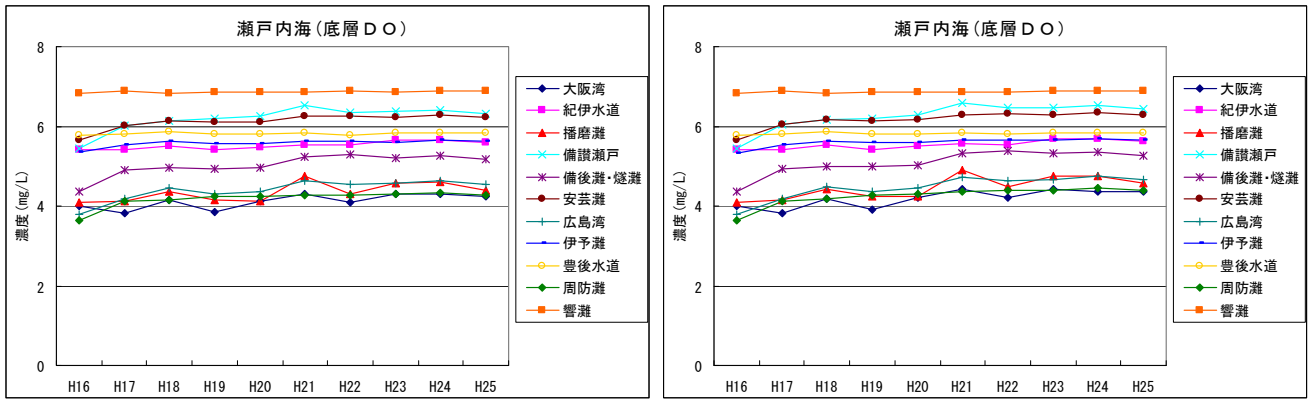 瀬戸内海(底層DO)
濃度(mg/L)
8
6
4
2
0
H16 H17 H18 H19 H20 H21 H22 H23 H24 H25
大阪湾
紀伊水道
播磨灘
備讃瀬戸
備後灘・燧灘
安芸灘
広島湾
伊予灘
豊後水道
周防灘
響灘
瀬戸内海(底層DO)
濃度(mg/L)
8
6
4
2
0
H16 H17 H18 H19 H20 H21 H22 H23 H24 H25
大阪湾
紀伊水道
播磨灘
備讃瀬戸
備後灘・燧灘
安芸灘
広島湾
伊予灘
豊後水道
周防灘
響灘